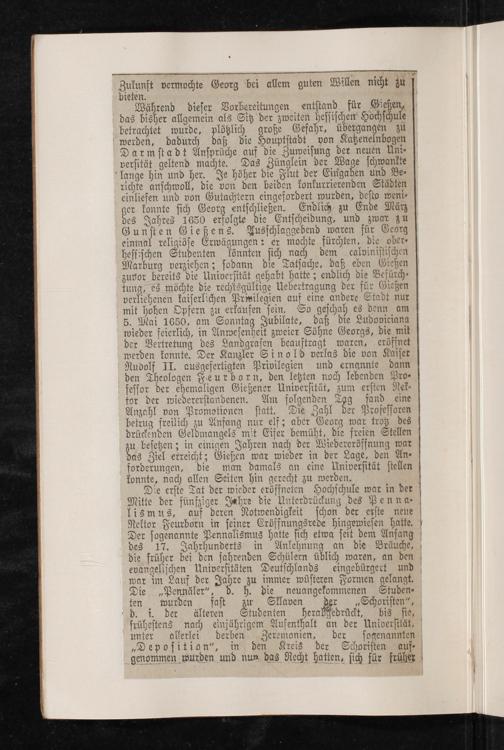 Zukunft vermochte Georg bei allem guten Willen nicht zu
bieten.
Während dieser Vorbereitungen entstand für Gießen,
das bisher allgemein als Sitz der zweiten hessischen Hochschule
betrachtet wurde, plötzlich große Gefahr, übergangen zu
werden, dadurch daß die Hauptstadt von Katzenelnbogen
Darmstadt Ansprüche auf die Zuweisung der neuen Uni-
versität geltend machte. Das Zünglein der Wage schwankte
lange hin und her. Je höher die Flut der Eingaben und Be-
richte anschwoll, die von den beiden konkurrierenden Städten
einliefen und von Gutachtern eingefordert wurden, desto weni-
ger konnte sich Georg entschließen. Endlich zu Ende März
des Jahres 1650 erfolgte die Entscheidung, und zwar zu
Gunsten Gießens. Ausschlaggebend waren für Georg
einmal religiöse Erwägungen: er mochte fürchten, die ober-
hessischen Studenten könnten sich nach dem calvinistischen
Marburg verziehen; sodann die Tatsache, daß eben Gießen
zuvor bereits die Universität gehabt hatte; endlich die Befürch-
tung, es möchte die rechtsgültige Uebertragung der für Gießen
verliehenen kaiserlichen Privilegien auf eine andere Stadt nur
mit hohen Opfern zu erkaufen sein. So geschah es denn am
5. Mai 1650, am Sonntag Jubilate, daß die Ludoviciana
wieder feierlich, in Anwesenheit zweier Söhne Georgs, die mit
der Vertretung des Landgrafen beauftragt waren, eröffnet
werden konnte. Der Kanzler Sinold verlas die von Kaiser
Rudolf II. ausgefertigten Privilegien und ernannte dann
den Theologen Feurborn, den letzten noch lebenden Pro-
fessor der ehemaligen Gießener Universität, zum ersten Rek-
tor der wiedererstandenen. Am folgenden Tag fand eine
Anzahl von Promotionen statt. Die Zahl der Professoren
betrug freilich zu Anfang nur elf; aber Georg war trotz des
drückenden Geldmangels mit Eifer bemüht, die freien Stellen
zu besetzen; in einigen Jahren nach der Wiedereröffnung war
das Ziel erreicht; Gießen war wieder in der Lage, den An-
forderungen, die man damals an eine Universität stellen
konnte, nach allen Seiten hin gerecht zu werden.
Die erste Tat der wieder eröffneten Hochschule war in der
Mitte der fünfziger Jahre die Unterdrückung des Penna-
lismus, auf deren Notwendigkeit schon der erste neue
Rektor Feurborn in seiner Eröffnungsrede hingewiesen hatte.
Der sogenannte Pennalismus hatte sich etwa seit dem Anfang
des 17. Jahrhunderts in Anlehnung an die Bräuche,
die früher bei den fahrenden Schülern üblich waren, an den
evangelischen Universitäten Deutschlands eingebürgert und
war im Lauf der Jahre zu immer wüsteren Formen gelangt.
Die „Pennäler", d. h. die neuangekommenen Studen-
ten wurden fast zu Sklaven der „Schoristen",
d. i. der älteren Studenten herabgedrückt, bis sie,
frühestens nach einjährigem Aufenthalt an der Universität,
unter allerlei derben Zeremonien, der sogenannten
„Deposition", in den Kreis der Schoristen auf-
genommen wurden und nun das Recht hatten, sich für früher